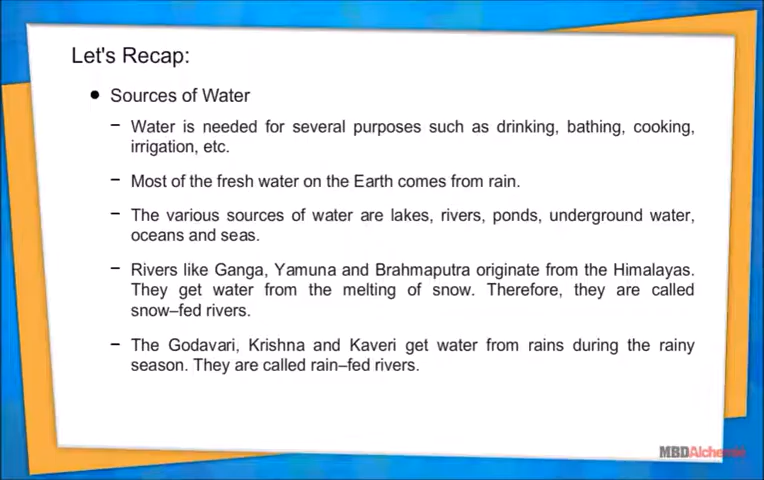 Let's Recap:
● Sources of Water
– Water is needed for several purposes such as drinking, bathing, cooking,
irrigation, etc.
– Most of the fresh water on the Earth comes from rain.
– The various sources of water are lakes, rivers, ponds, underground water,
oceans and seas.
– Rivers like Ganga, Yamuna and Brahmaputra originate from the Himalayas.
They get water from the melting of snow. Therefore, they are called
snow–fed rivers.
– The Godavari, Krishna and Kaveri get water from rains during the rainy
season. They are called rain–fed rivers.